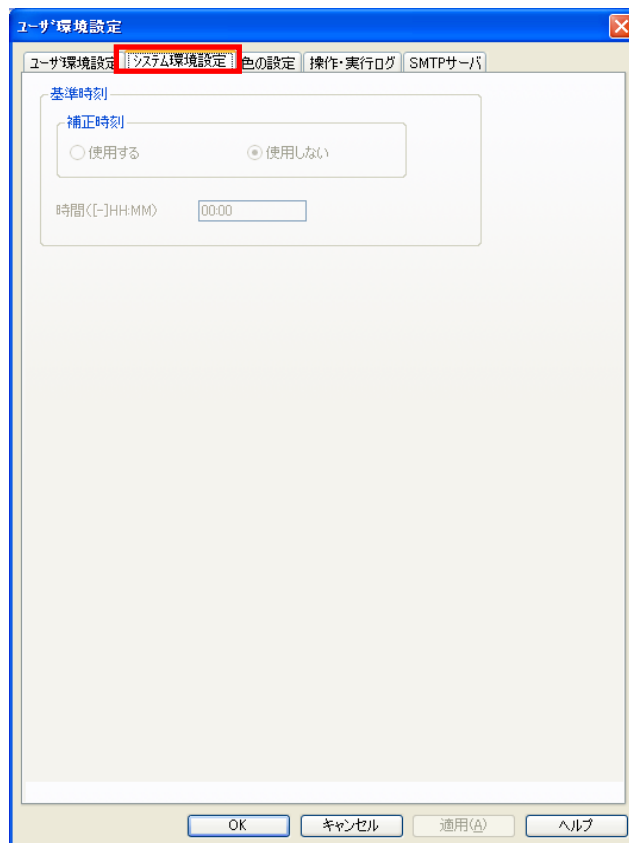 ユーザ環境設定
ユーザ環境設定 システム環境設定 色の設定 操作・実行ログ SMTPサーバ
基準時刻
補正時刻
使用する 使用しない
時間([-]HH:MM) 00:00
OK キャンセル 適用(A) ヘルプ